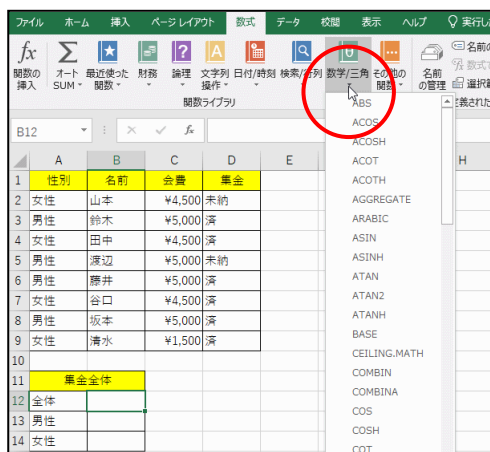 ファイル ホーム 挿入 ページ レイアウト 数式 データ 校閲 表示 ヘルプ 実行し
fx Σ ? A θ
関数の 挿入 オート SUM 最近使った 関数 財務 論理 文字列 操作 日付/時刻 検索/行列 数学/三角 その他の 関数 名前 の管理 名前の
数式で
選択範
関数ライブラリ 定義された
B12 fx
A B C D E H
1 性別 名前 会費 集金
2 女性 山本 ¥4,500 未納
3 男性 鈴木 ¥5,000 済
4 女性 田中 ¥4,500 済
5 男性 渡辺 ¥5,000 未納
6 男性 藤井 ¥5,000 済
7 女性 谷口 ¥4,500 済
8 男性 坂本 ¥5,000 済
9 女性 清水 ¥1,500 済
10
11 集金全体
12 全体
13 男性
14 女性
ABS
ACOS
ACOSH
ACOT
ACOTH
AGGREGATE
ARABIC
ASIN
ASINH
ATAN
ATAN2
ATANH
BASE
CEILING.MATH
COMBIN
COMBINA
COS
COSH
COT